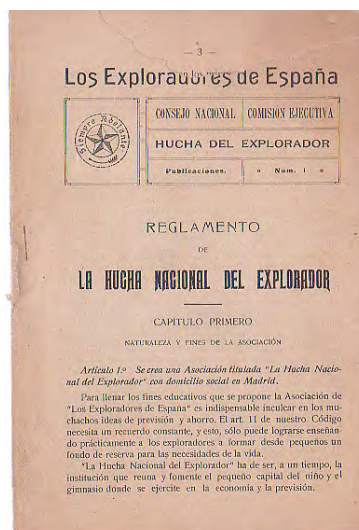 — 3 —
Los Exploradores de España
Siempre Adelante
CONSEJO NACIONAL
COMISIÓN EJECUTIVA
HUCHA DEL EXPLORADOR
Publicaciones.
" Num. 1 "
REGLAMENTO
DE
LA HUCHA NACIONAL DEL EXPLORADOR
CAPITULO PRIMERO
NATURALEZA Y FINES DE LA ASOCIACIÓN
Artículo 1.º Se crea una Asociación titulada "La Hucha Nacio-
nal del Explorador" con domicilio social en Madrid.
Para llenar los fines educativos que se propone la Asociación de
"Los Exploradores de España" es indispensable inculcar en los mu-
chachos ideas de previsión y ahorro. El art. 11 de nuestro Código
necesita un recuerdo constante, y esto, sólo puede lograrse enseñan-
do prácticamente a los exploradores a formar desde pequeños un
fondo de reserva para las necesidades de la vida.
"La Hucha Nacional del Explorador" ha de ser, a un tiempo, la
institución que reuna y fomente el pequeño capital del niño y el
gimnasio donde se ejercite en la economía y la previsión.